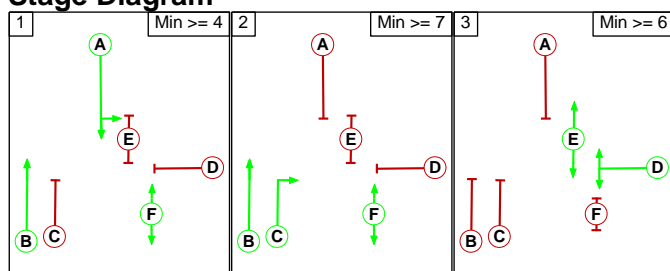 Stage Diagram
1 Min >= 4 2 Min >= 7 3 Min >= 6
A A A
E E E
D D D
F F F
B C B C B C